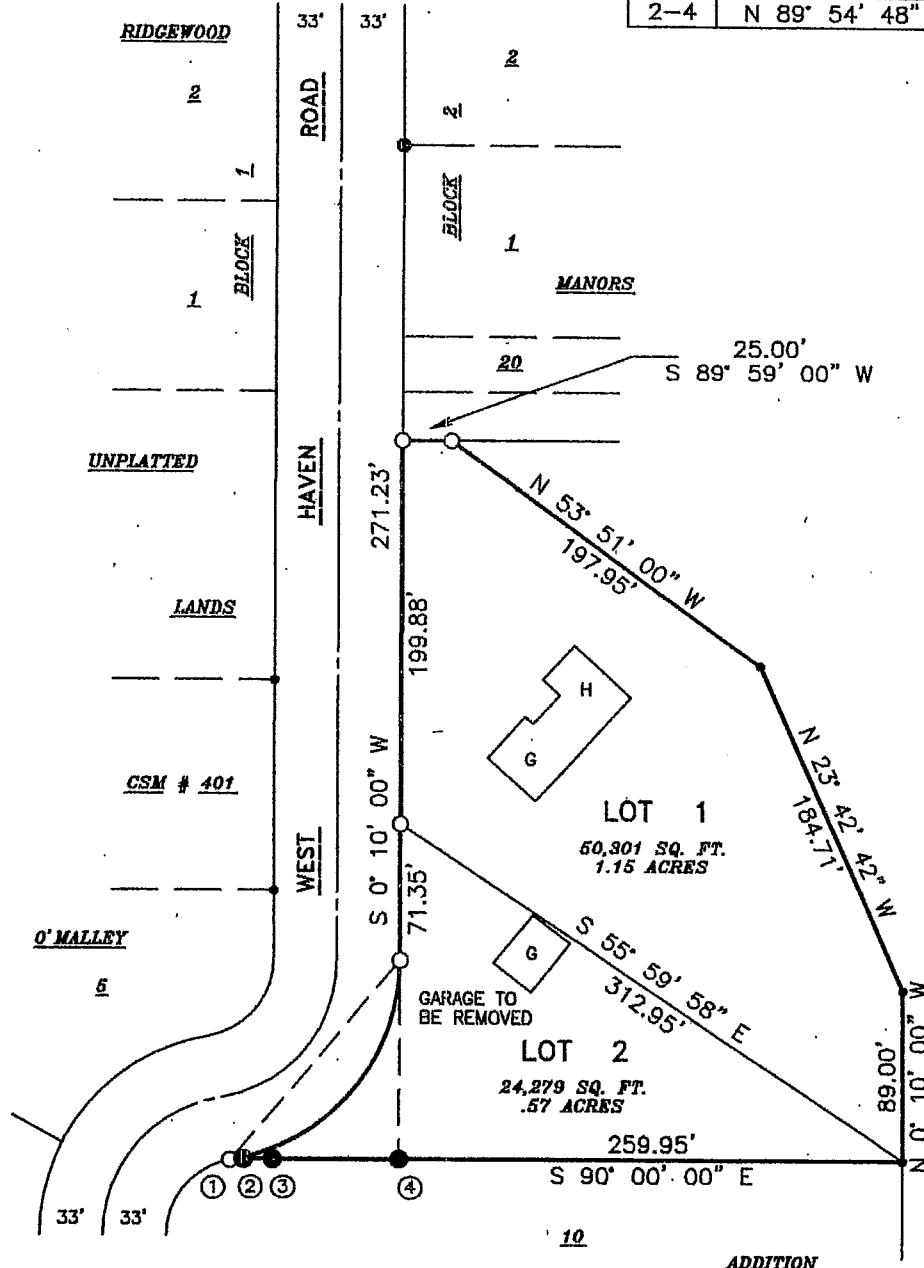 2-4 N 89° 54' 48"
33' 33'
RIDGEWOOD
2
2
ROAD
2
1
BLOCK
BLOCK
1
1
MANORS
20
25.00'
S 89° 59' 00" W
UNPLATTED
HAVEN
271.23'
N 53° 51' 00" W
197.95'
LANDS
199.88'
H
G
N 23° 42' 42" W
184.71'
CSM # 401
LOT 1
50,301 SQ. FT.
1.15 ACRES
WEST
S 0° 10' 00" W
71.35'
O'MALLEY
5
G
S 55° 59' 58" E
312.95'
GARAGE TO
BE REMOVED
LOT 2
24,279 SQ. FT.
.57 ACRES
89.00'
N 0° 10' 00" W
259.95'
S 90° 00' 00" E
1 2 3 4
33' 33'
10
ADDITION